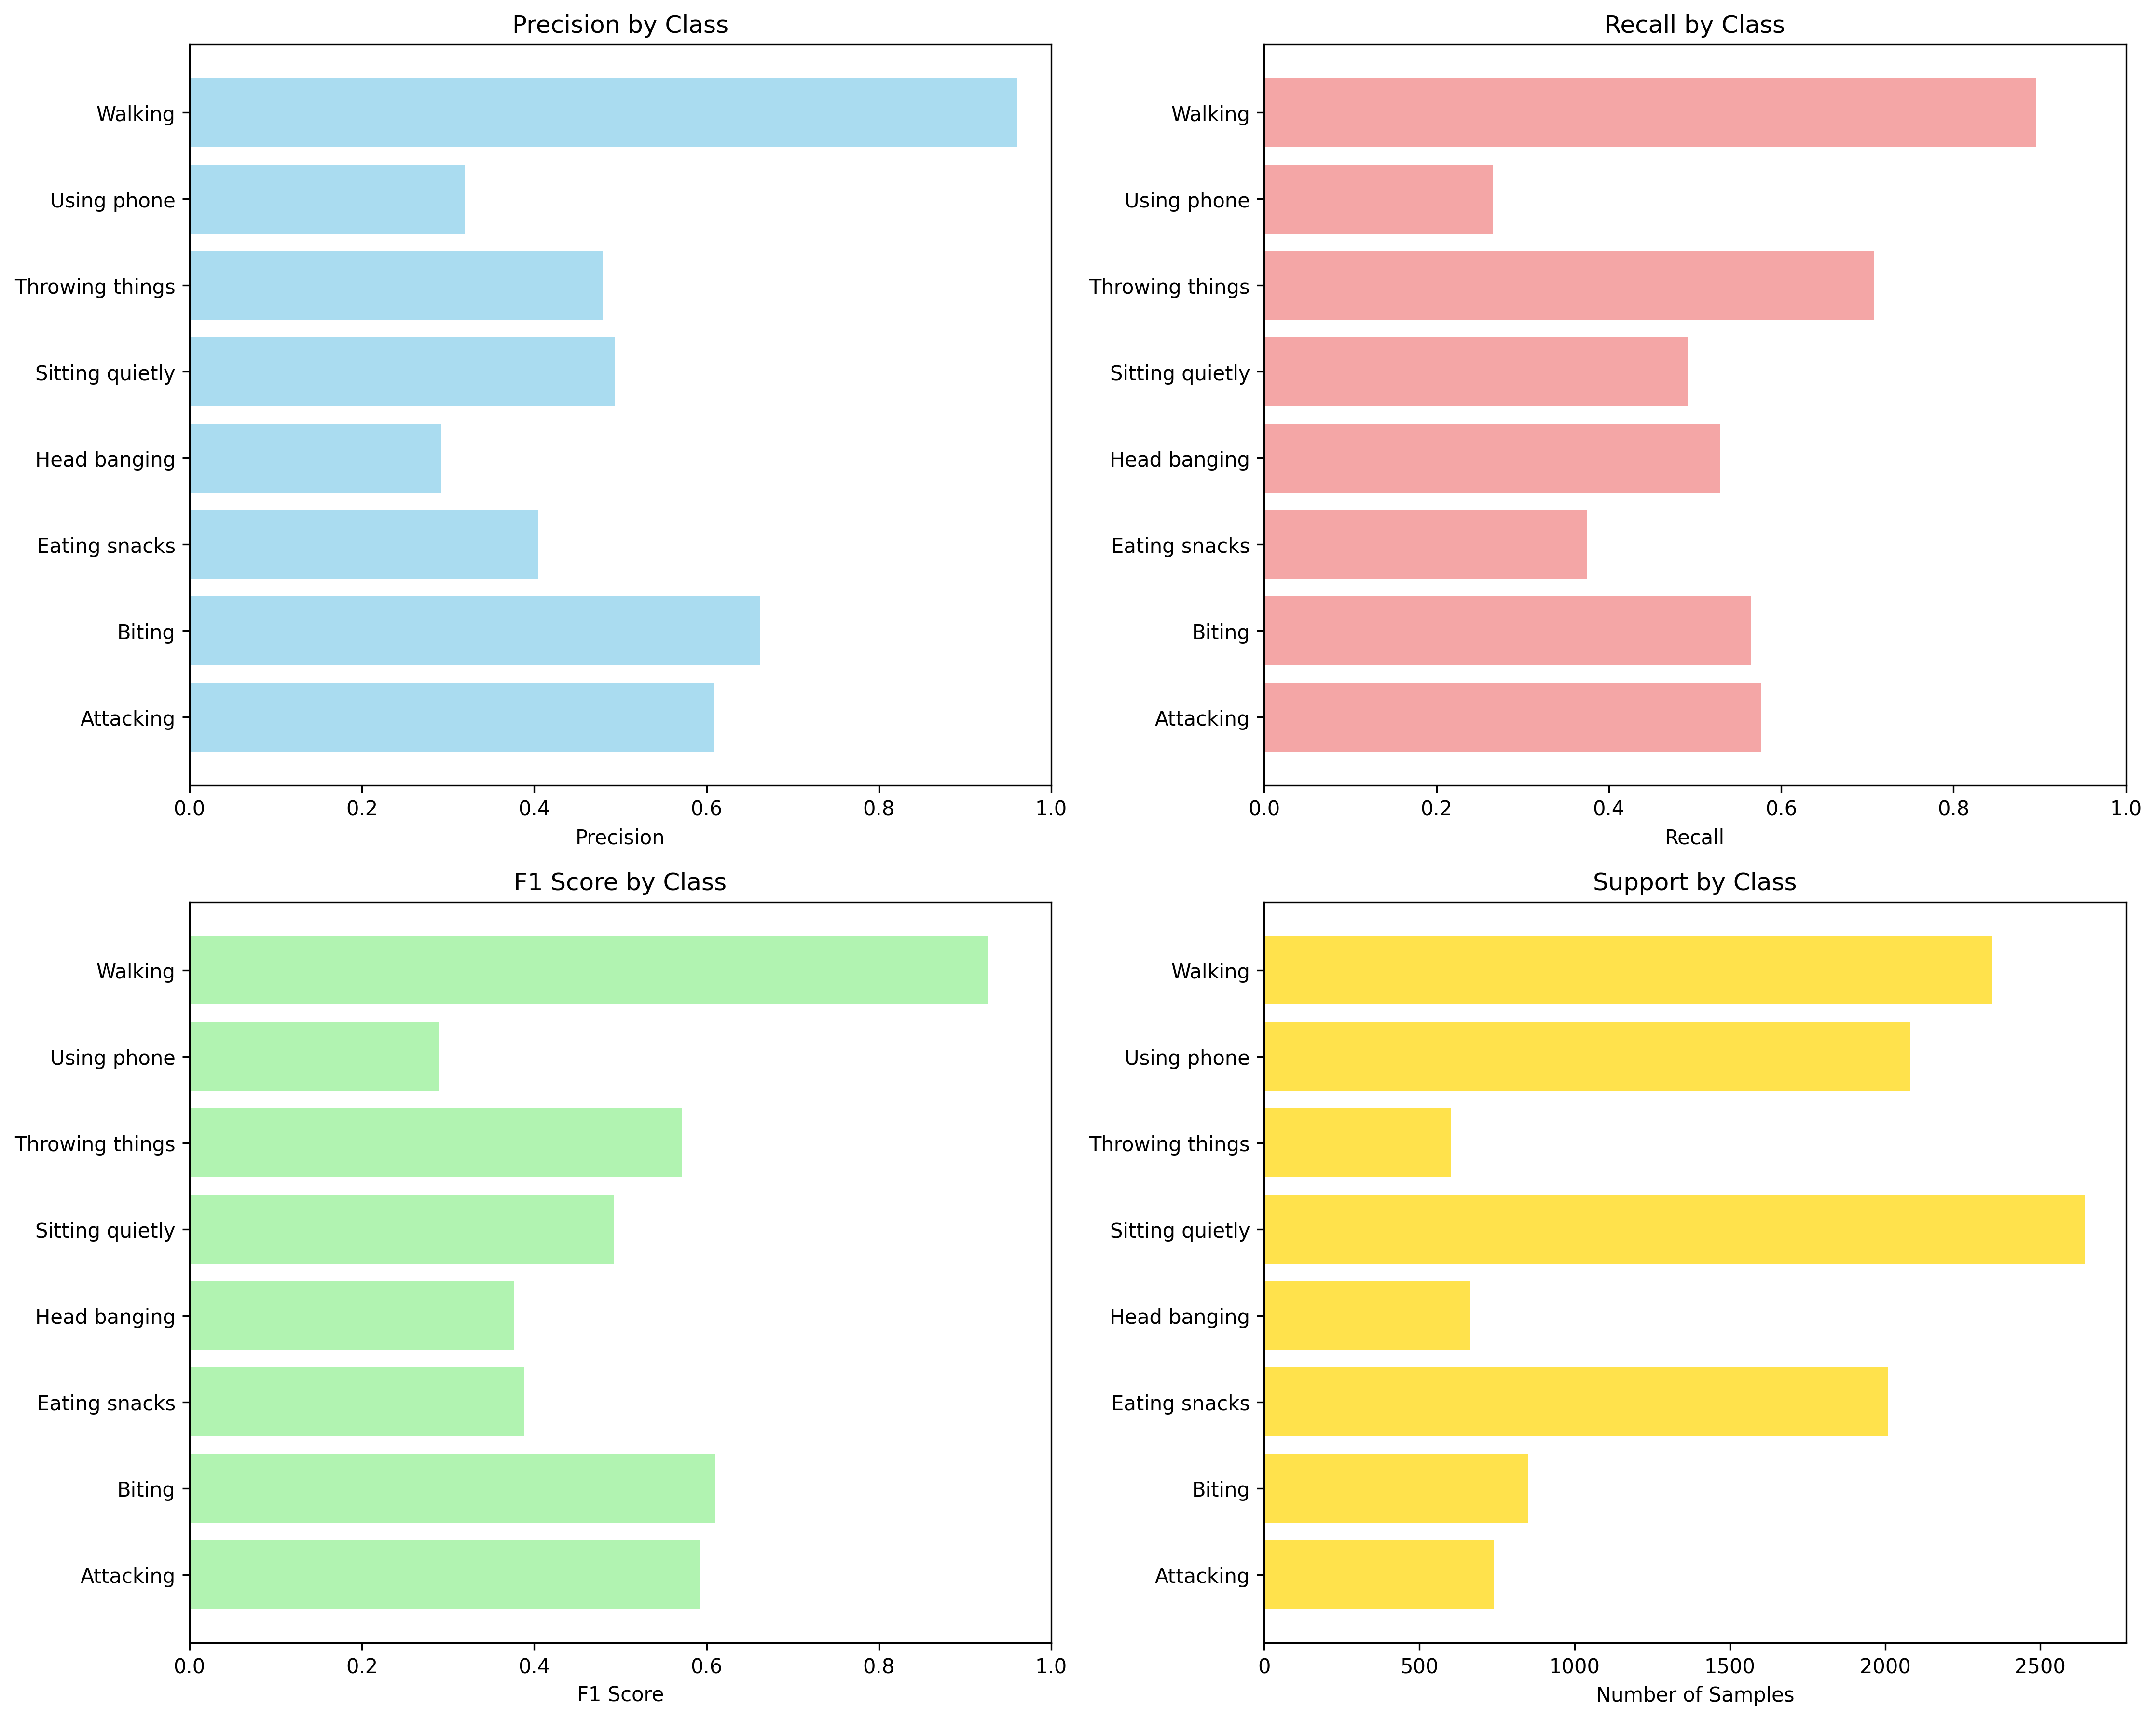 Precision by Class
Walking
Using phone
Throwing things
Sitting quietly
Head banging
Eating snacks
Biting
Attacking
0.0 0.2 0.4 0.6 0.8 1.0
Precision
Recall by Class
Walking
Using phone
Throwing things
Sitting quietly
Head banging
Eating snacks
Biting
Attacking
0.0 0.2 0.4 0.6 0.8 1.0
Recall
F1 Score by Class
Walking
Using phone
Throwing things
Sitting quietly
Head banging
Eating snacks
Biting
Attacking
0.0 0.2 0.4 0.6 0.8 1.0
F1 Score
Support by Class
Walking
Using phone
Throwing things
Sitting quietly
Head banging
Eating snacks
Biting
Attacking
0 500 1000 1500 2000 2500
Number of Samples